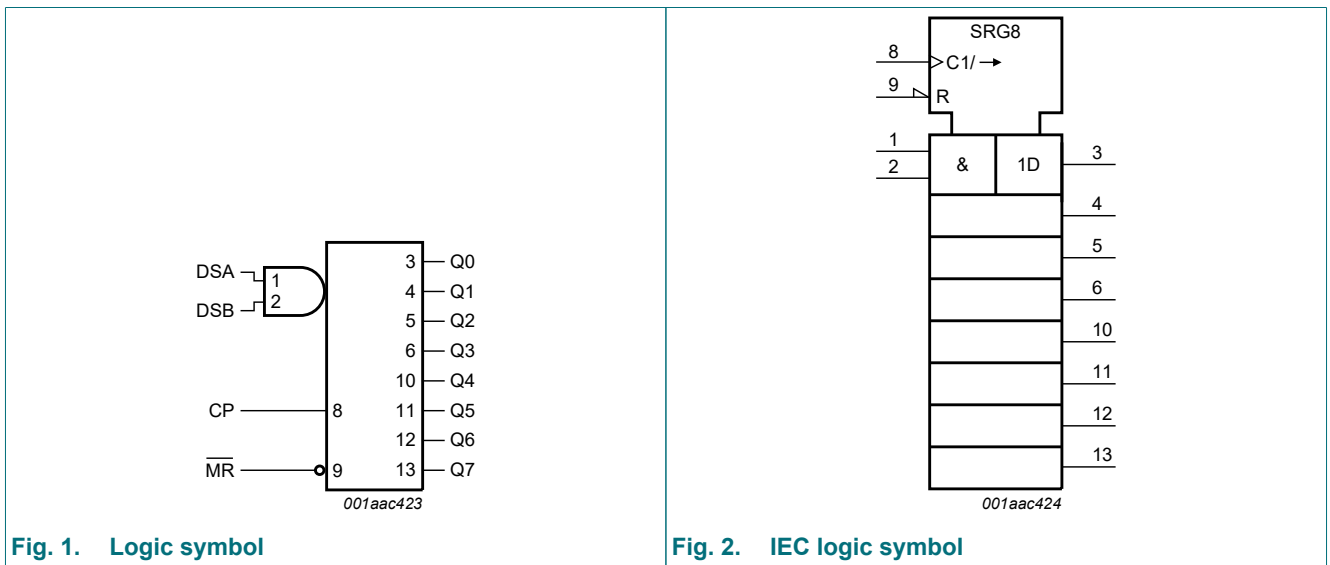 DSA
DSB
1
2
CP
8
MR
9
3
Q0
4
Q1
5
Q2
6
Q3
10
Q4
11
Q5
12
Q6
13
Q7
001aac423
Fig. 1. Logic symbol
SRG8
8
C1/
9
R
1
2
&
1D
3
4
5
6
10
11
12
13
001aac424
Fig. 2. IEC logic symbol